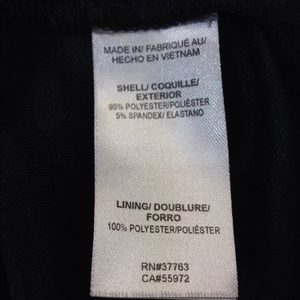 MADE IN/ FABRIQUÉ AU/
HECHO EN VIETNAM
SHELL/ COQUILLE/
EXTERIOR
95% POLYESTER/POLIÉSTER
5% SPANDEX/ ELASTANO
LINING/ DOUBLURE/
FORRO
100% POLYESTER/POLIÉSTER
RN#37763
CA#55972